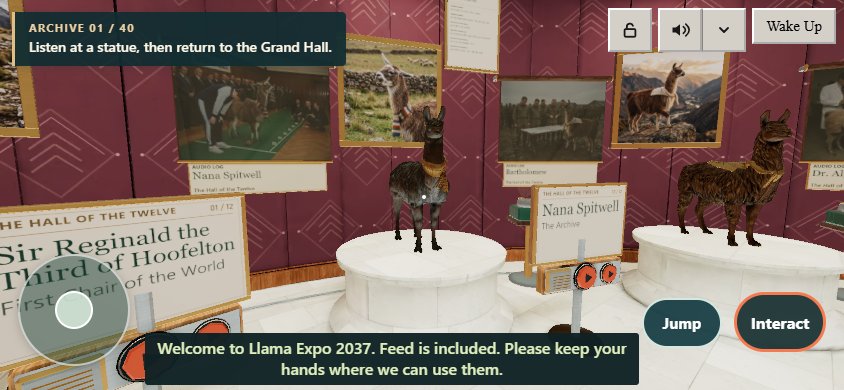 ARCHIVE 01 / 40
Listen at a statue, then return to the Grand Hall.
Wake Up
AUDIO LOG
Nana Spitwell
The Hall of the Twelve
AUDIO LOG
Bartholomew
AUDIO LOG
Dr. Al
THE HALL OF THE TWELVE
01 / 12
Sir Reginald the
Third of Hoofelton
First Chair of the World
THE HALL OF THE TWELVE
Nana Spitwell
The Archive
Jump
Interact
Welcome to Llama Expo 2037. Feed is included. Please keep your
hands where we can use them.